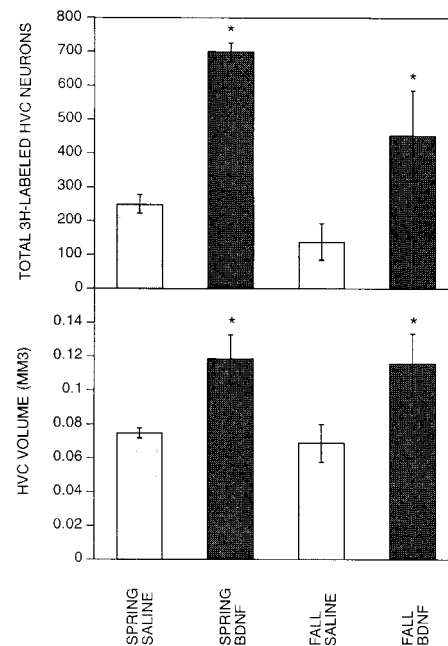 TOTAL 3H-LABELED HVC NEURONS
800
700
600
500
400
300
200
100
0
*
*
HVC VOLUME (MM3)
0.14
0.12
0.1
0.08
0.06
0.04
0.02
0
*
*
SPRING
SALINE
SPRING
BDNF
FALL
SALINE
FALL
BDNF